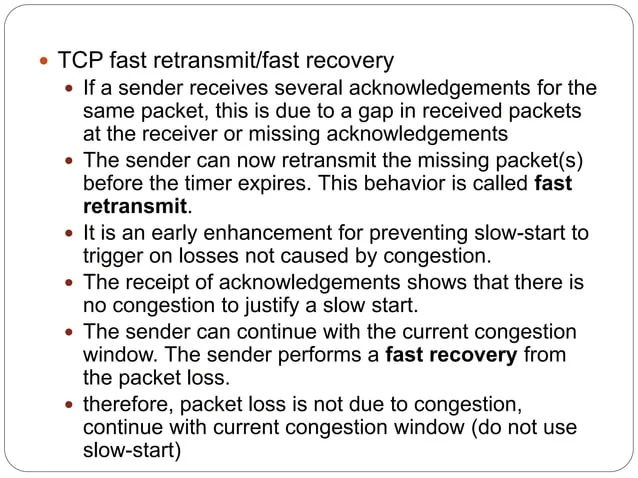 TCP fast retransmit/fast recovery
If a sender receives several acknowledgements for the
same packet, this is due to a gap in received packets
at the receiver or missing acknowledgements
The sender can now retransmit the missing packet(s)
before the timer expires. This behavior is called fast
retransmit.
It is an early enhancement for preventing slow-start to
trigger on losses not caused by congestion.
The receipt of acknowledgements shows that there is
no congestion to justify a slow start.
The sender can continue with the current congestion
window. The sender performs a fast recovery from
the packet loss.
therefore, packet loss is not due to congestion,
continue with current congestion window (do not use
slow-start)